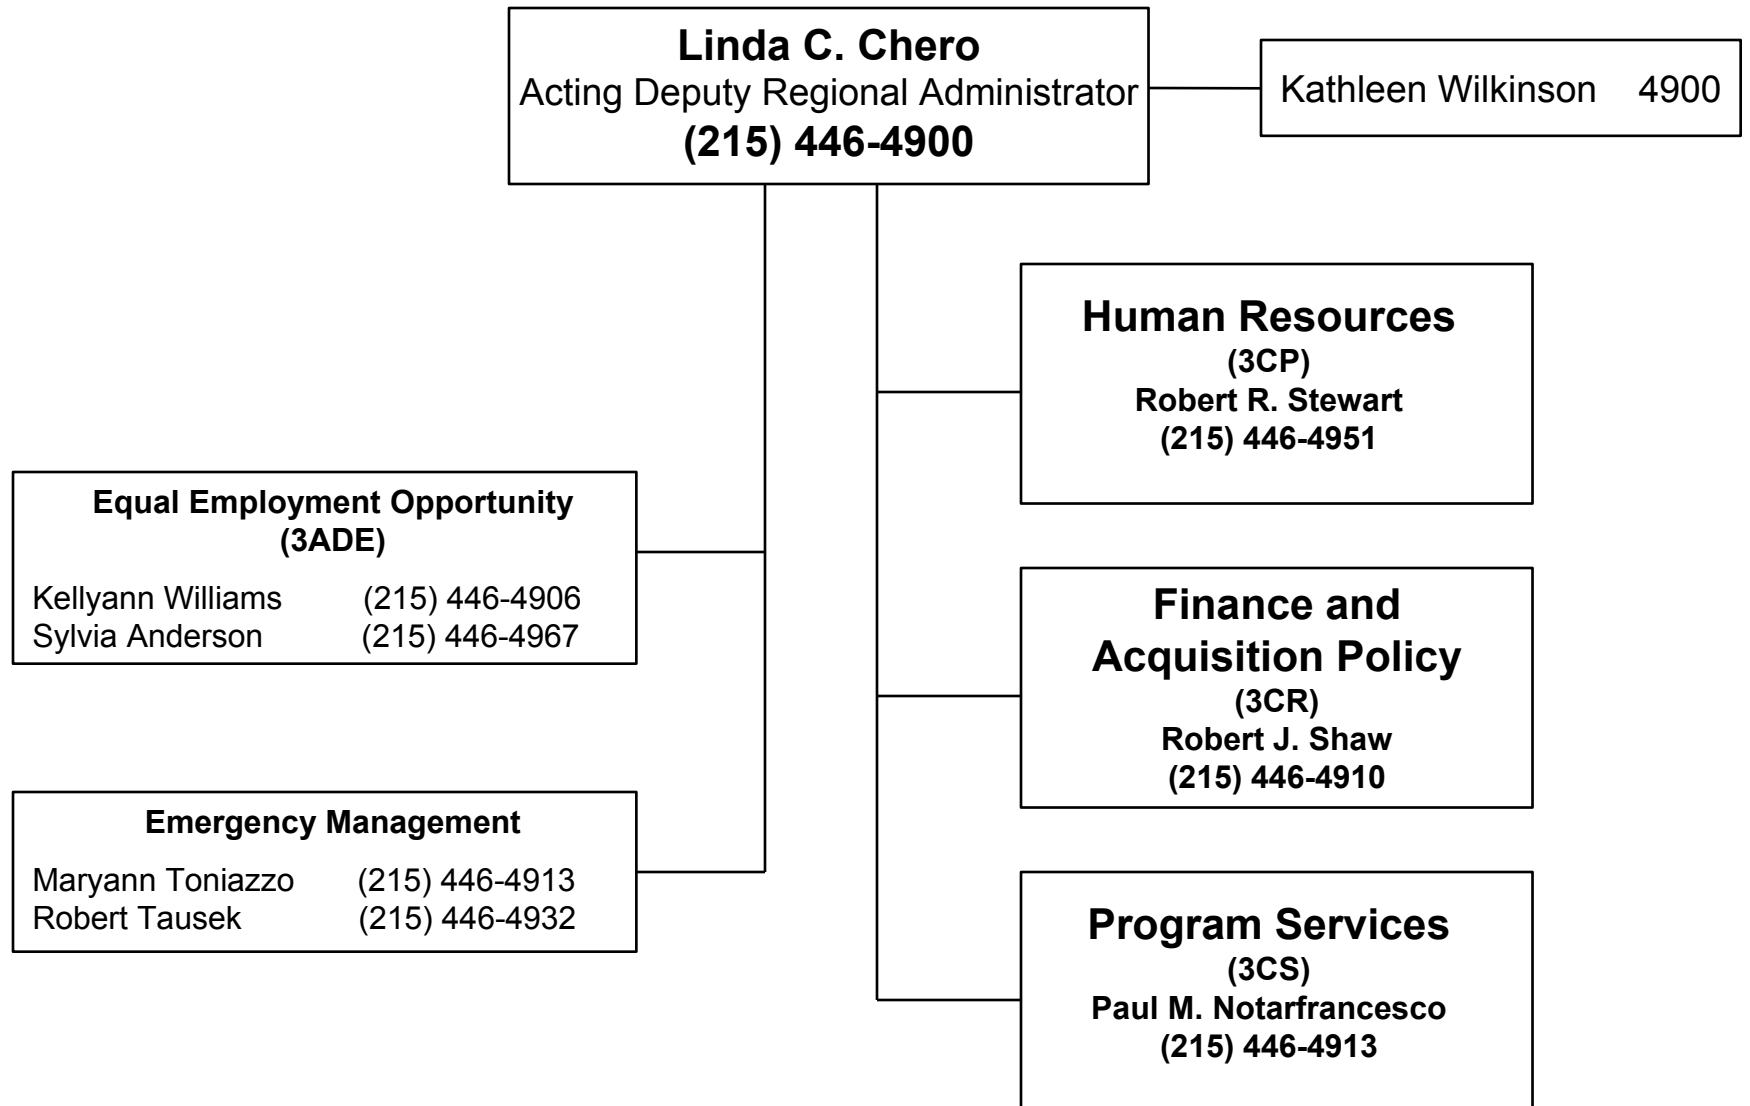 Linda C. Chero
Acting Deputy Regional Administrator
(215) 446-4900
Kathleen Wilkinson 4900
Human Resources
(3CP)
Robert R. Stewart
(215) 446-4951
Equal Employment Opportunity
(3ADE)
Kellyann Williams (215) 446-4906
Sylvia Anderson (215) 446-4967
Finance and
Acquisition Policy
(3CR)
Robert J. Shaw
(215) 446-4910
Emergency Management
Maryann Toniazzo (215) 446-4913
Robert Tausek (215) 446-4932
Program Services
(3CS)
Paul M. Notarfrancesco
(215) 446-4913